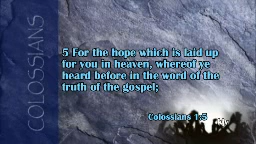 COLOSSIANS
5 For the hope which is laid up
for you in heaven, whereof ye
heard before in the word of the
truth of the gospel;
Colossians 1:5